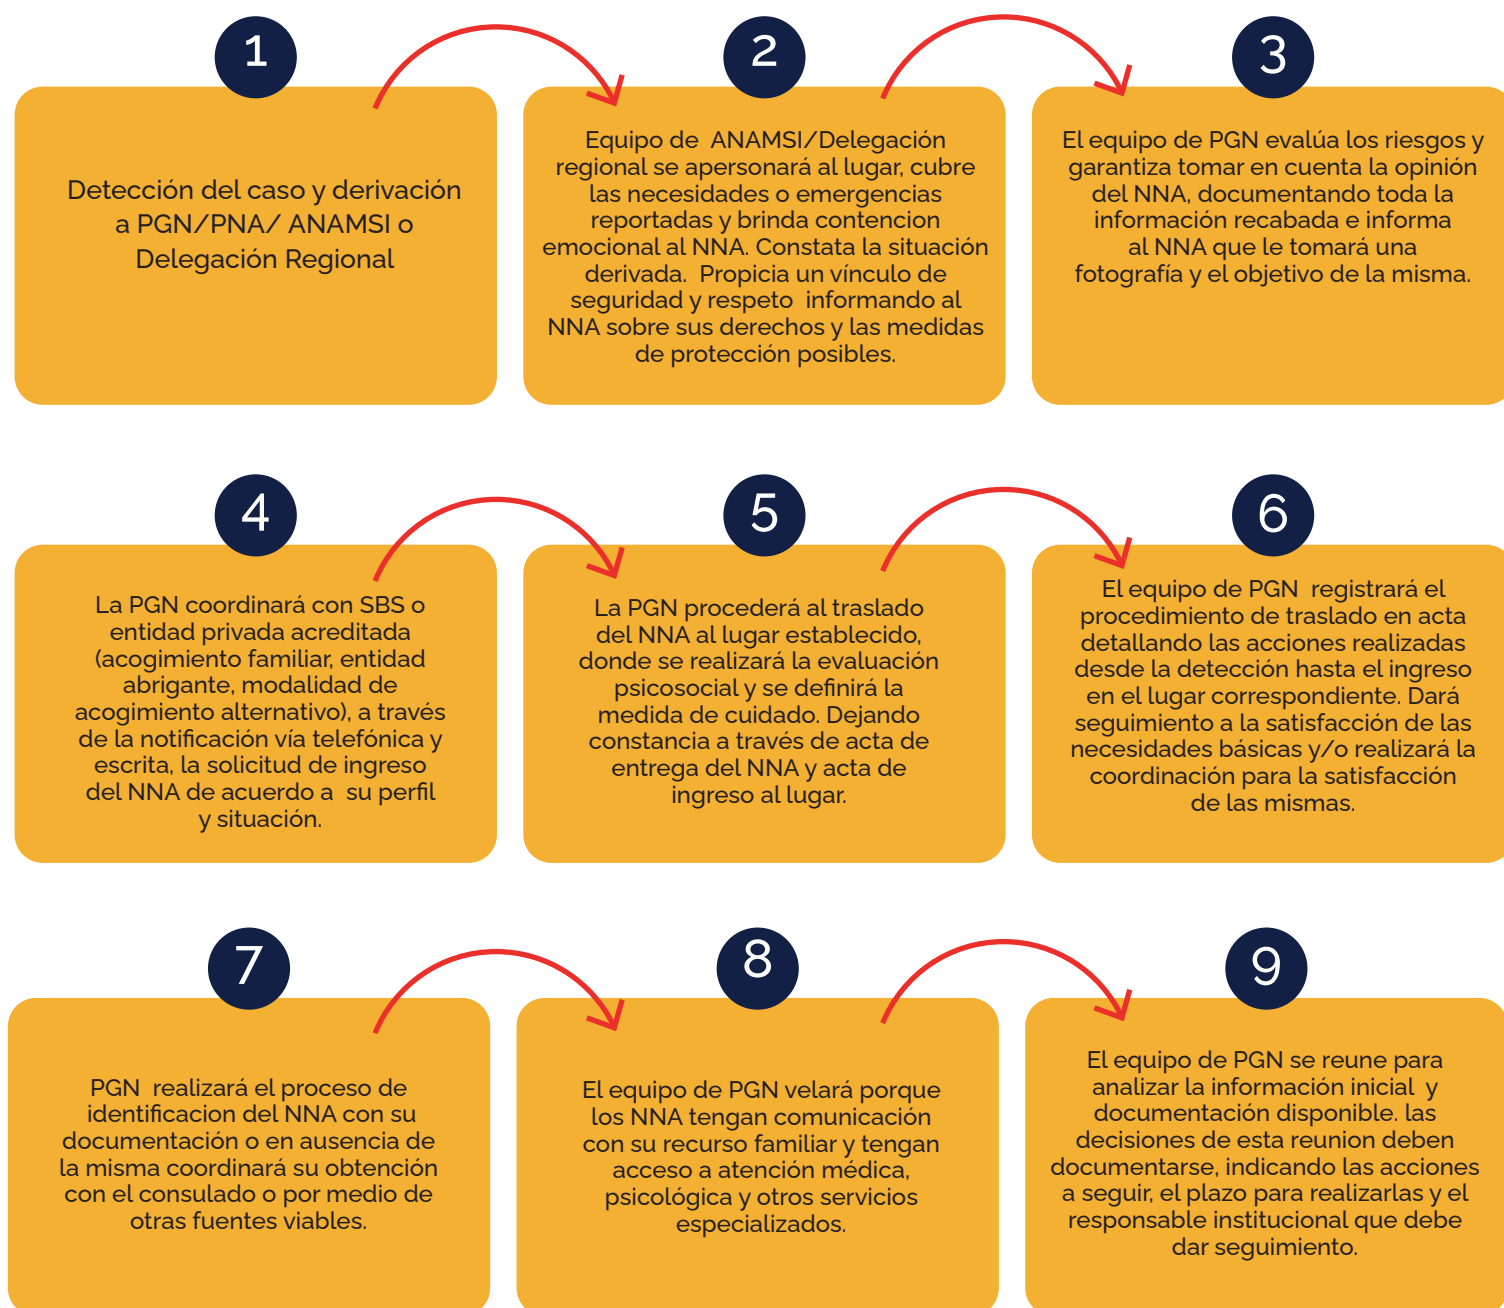 1
Detección del caso y derivación
a PGN/PNA/ ANAMSI o
Delegación Regional
2
Equipo de ANAMSI/Delegación
regional se apersonará al lugar, cubre
las necesidades o emergencias
reportadas y brinda contencion
emocional al NNA. Constata la situación
derivada. Propicia un vínculo de
seguridad y respeto informando al
NNA sobre sus derechos y las medidas
de protección posibles.
3
El equipo de PGN evalúa los riesgos y
garantiza tomar en cuenta la opinión
del NNA, documentando toda la
información recabada e informa
al NNA que le tomará una
fotografía y el objetivo de la misma.
4
La PGN coordinará con SBS o
entidad privada acreditada
(acogimiento familiar, entidad
abrigante, modalidad de
acogimiento alternativo), a través
de la notificación vía telefónica y
escrita, la solicitud de ingreso
del NNA de acuerdo a su perfil
y situación.
5
La PGN procederá al traslado
del NNA al lugar establecido,
donde se realizará la evaluación
psicosocial y se definirá la
medida de cuidado. Dejando
constancia a través de acta de
entrega del NNA y acta de
ingreso al lugar.
6
El equipo de PGN registrará el
procedimiento de traslado en acta
detallando las acciones realizadas
desde la detección hasta el ingreso
en el lugar correspondiente. Dará
seguimiento a la satisfacción de las
necesidades básicas y/o realizará la
coordinación para la satisfacción
de las mismas.
7
PGN realizará el proceso de
identificacion del NNA con su
documentación o en ausencia de
la misma coordinará su obtención
con el consulado o por medio de
otras fuentes viables.
8
El equipo de PGN velará porque
los NNA tengan comunicación
con su recurso familiar y tengan
acceso a atención médica,
psicológica y otros servicios
especializados.
9
El equipo de PGN se reune para
analizar la información inicial y
documentación disponible. las
decisiones de esta reunion deben
documentarse, indicando las acciones
a seguir, el plazo para realizarlas y el
responsable institucional que debe
dar seguimiento.